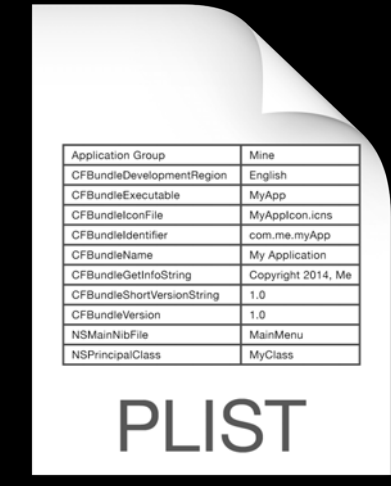 Application Group Mine
CFBundleDevelopmentRegion English
CFBundleExecutable MyApp
CFBundleIconFile MyAppIcon.icns
CFBundleIdentifier com.me.myApp
CFBundleName My Application
CFBundleGetInfoString Copyright 2014, Me
CFBundleShortVersionString 1.0
CFBundleVersion 1.0
NSMainNibFile MainMenu
NSPrincipalClass MyClass
PLIST